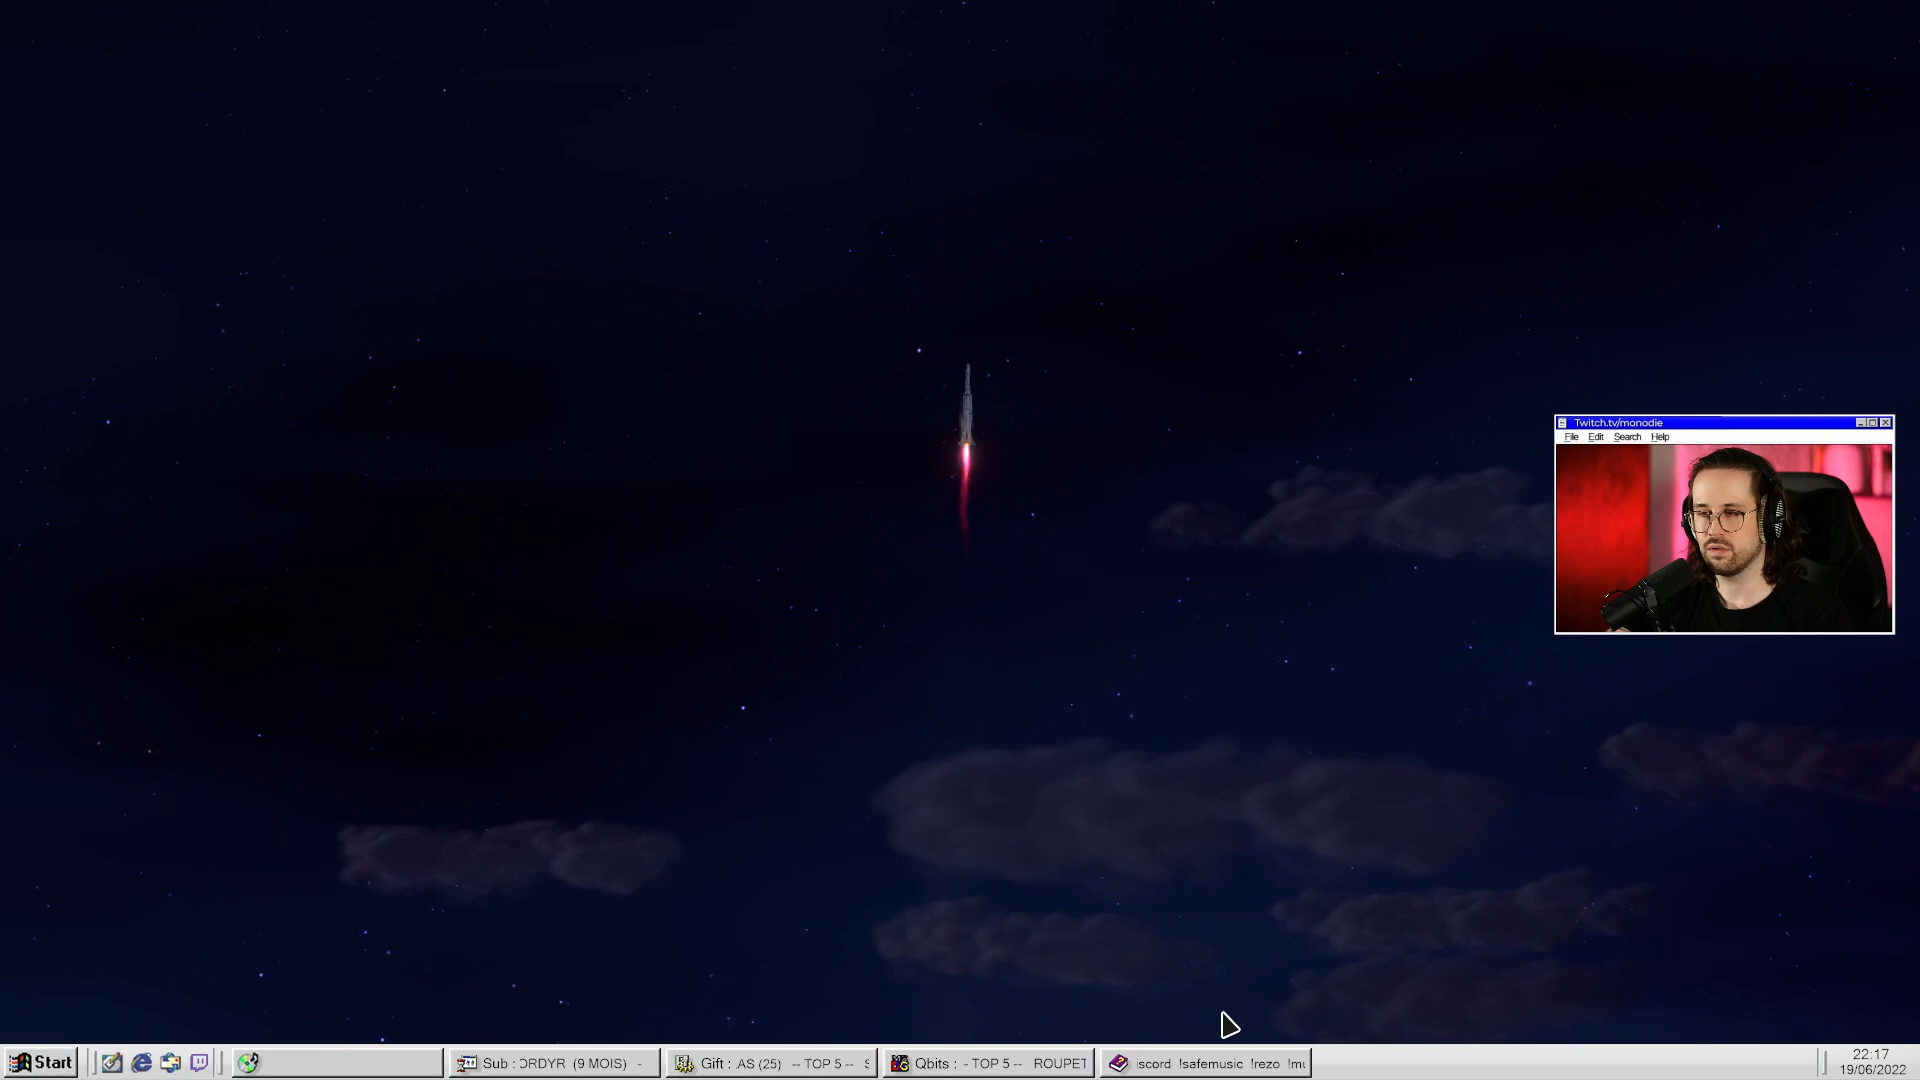 Twitch.tv/monodie
File Edit Search Help
Start
Sub : ORDYR (9 MOIS) -
Gift : AS (25) -- TOP 5 -- S
Qbits : - TOP 5 -- ROUPET
iscord !safemusic !rezo !mu
22:17
19/06/2022